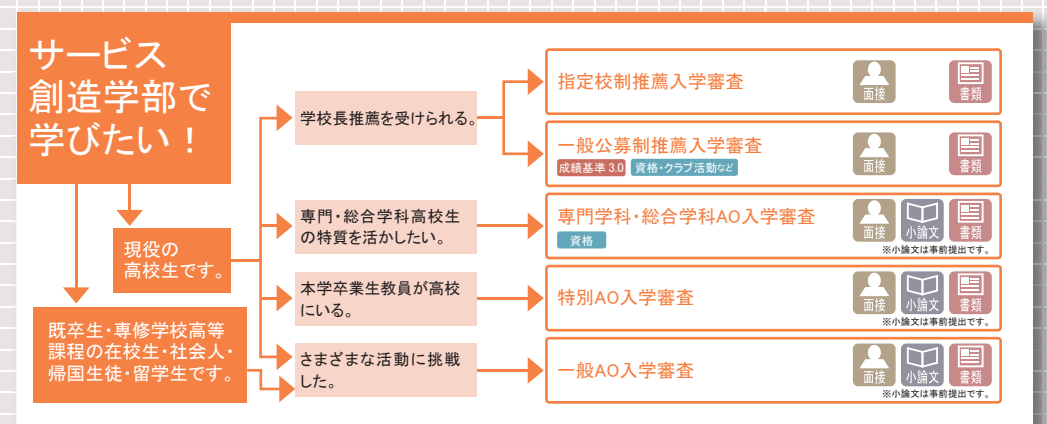 サービス
創造学部で
学びたい！
現役の
高校生です。
既卒生・専修学校高等
課程の在校生・社会人・
帰国生徒・留学生です。
学校長推薦を受けられる。
専門・総合学科高校生
の特質を活かしたい。
本学卒業生教員が高校
にいる。
さまざまな活動に挑戦
した。
指定校制推薦入学審査
面接
書類
一般公募制推薦入学審査
成績基準 3.0 資格・クラブ活動など
面接
書類
専門学科・総合学科AO入学審査
資格
面接
小論文
書類
※小論文は事前提出です。
特別AO入学審査
面接
小論文
書類
※小論文は事前提出です。
一般AO入学審査
面接
小論文
書類
※小論文は事前提出です。